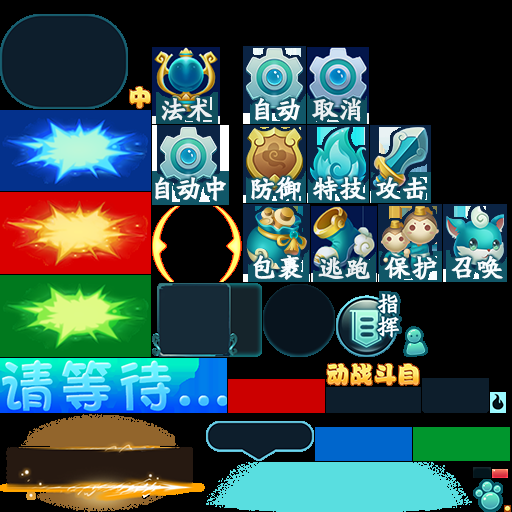 中
法术
自动
取消
自动中
防御
特技
攻击
包裹
逃跑
保护
召唤
指挥
动战斗自
请等待...